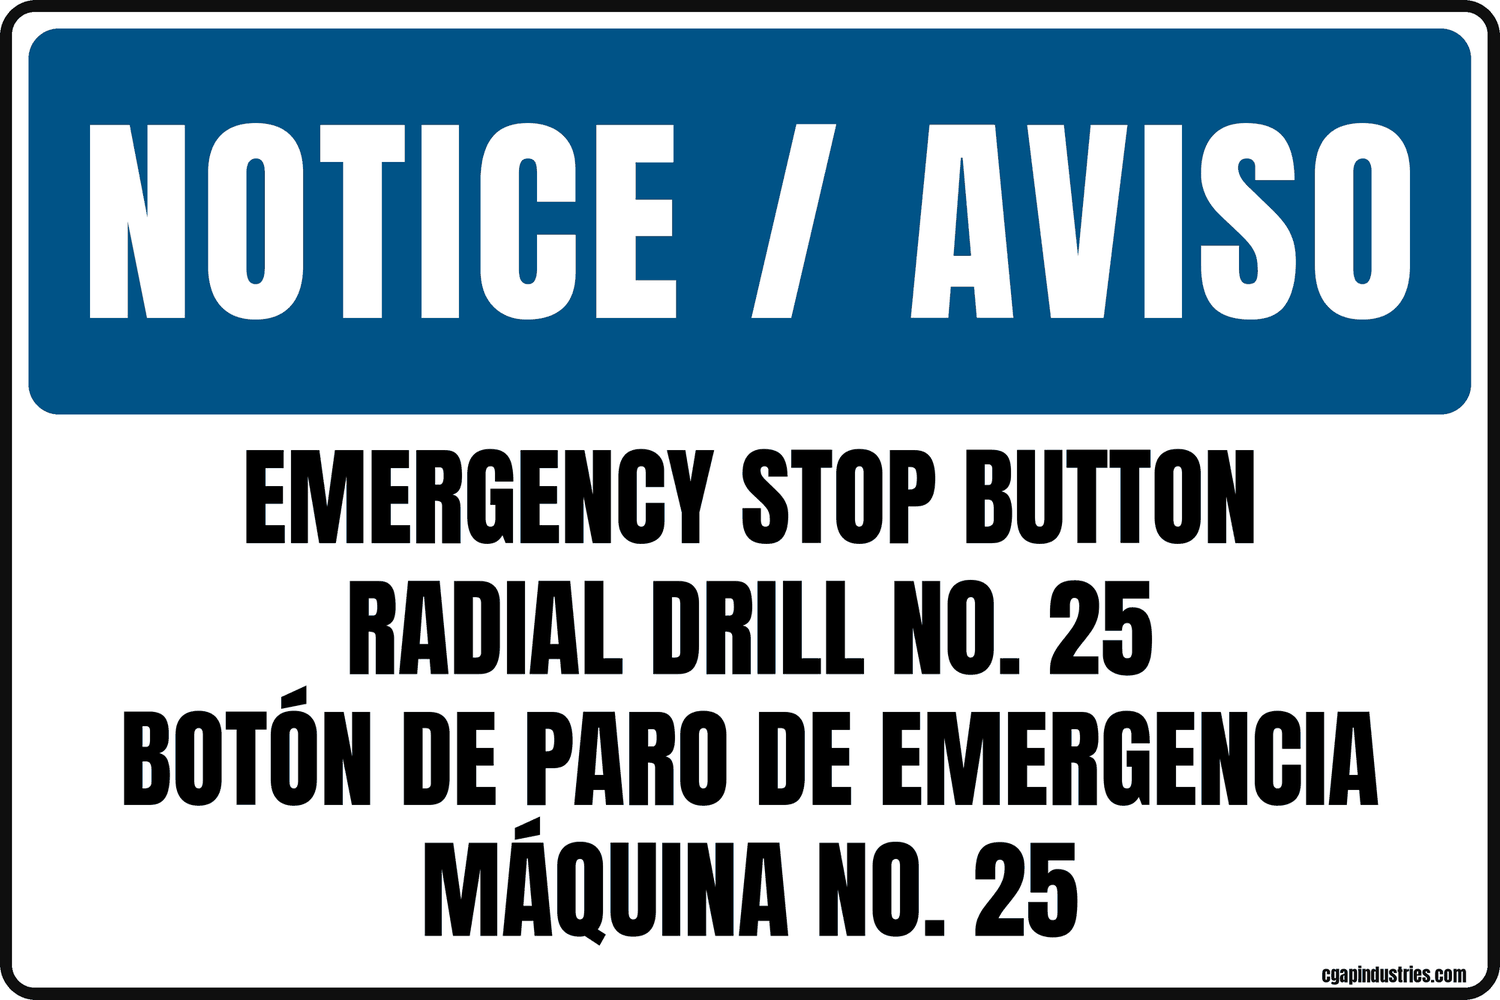 NOTICE / AVISO
EMERGENCY STOP BUTTON
RADIAL DRILL NO. 25
BOTÓN DE PARO DE EMERGENCIA
MÁQUINA NO. 25
cgapindustries.com